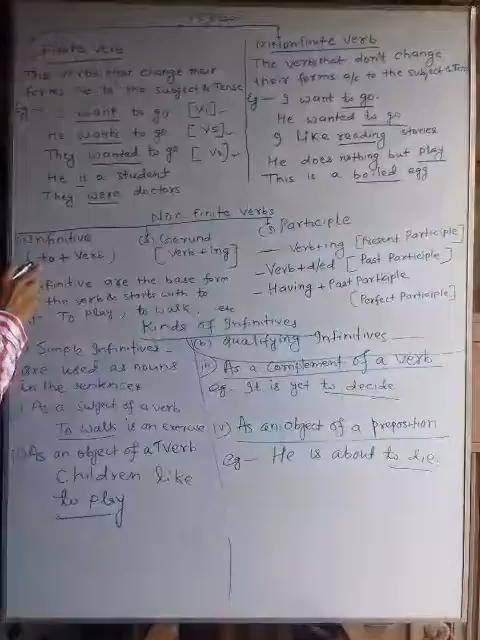 Finite verb
The verbs that change their
forms a/c to the subject & Tense
Eg - I want to go [V1]
He wants to go [V5]
They wanted to go [V2]
He is a student
They were doctors
Nonfinite verb
The verb that don't change
their forms a/c to the subject & Tense
Eg - I want to go.
He wanted to go
I like reading stories
He does nothing but play
This is a boiled egg
Non finite verbs
Infinitive
(to + verb)
(2) Gerund
[verb + ing]
(3) Participle
- Verb+ing [Present Participle]
- Verb+d/ed [Past Participle]
- Having + Past Participle
[Perfect Participle]
Infinitive are the base form
the verb & starts with to
To play, to walk, etc
Kinds of Infinitives
Simple Infinitives -
are used as nouns
in the sentences
As a subject of a verb
To walk is an exercise
As an object of a Tverb
Children like
to play
(b) Qualifying Infinitives
(iii) As a complement of a verb
eg. It is yet to decide
(iv) As an object of a preposition
eg - He is about to die.